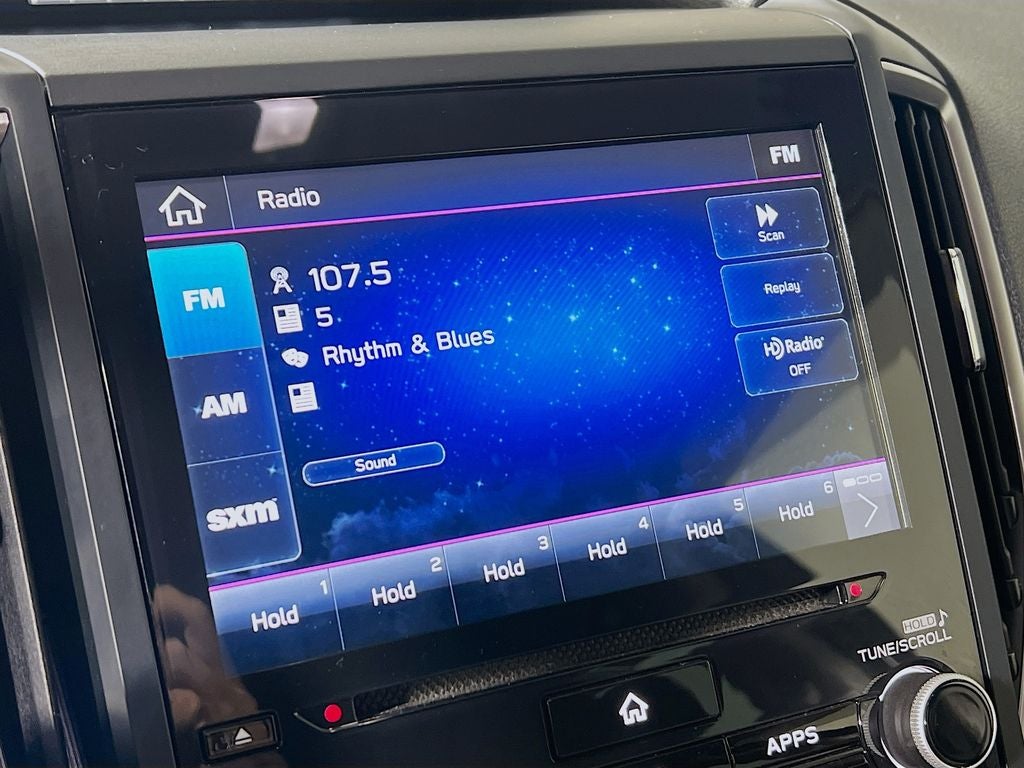 Radio
FM
FM
AM
sxm
107.5
5
Rhythm & Blues
Sound
Scan
Replay
HD Radio
OFF
1
Hold
2
Hold
3
Hold
4
Hold
5
Hold
6
Hold
HOLD
TUNE/SCROLL
APPS